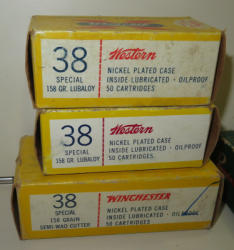 38
SPECIAL
158 GR. LUBALOY
Western
NICKEL PLATED CASE
INSIDE LUBRICATED • OILPROOF
50 CARTRIDGES
38
SPECIAL
158 GR. LUBALOY
Western
NICKEL PLATED CASE
INSIDE LUBRICATED • OILPROOF
50 CARTRIDGES.
38
SPECIAL
158 GRAIN
SEMI-WAD CUTTER
WINCHESTER
NICKEL PLATED CASE
INSIDE LUBRICATED • OILPROOF
50 CARTRIDGES.